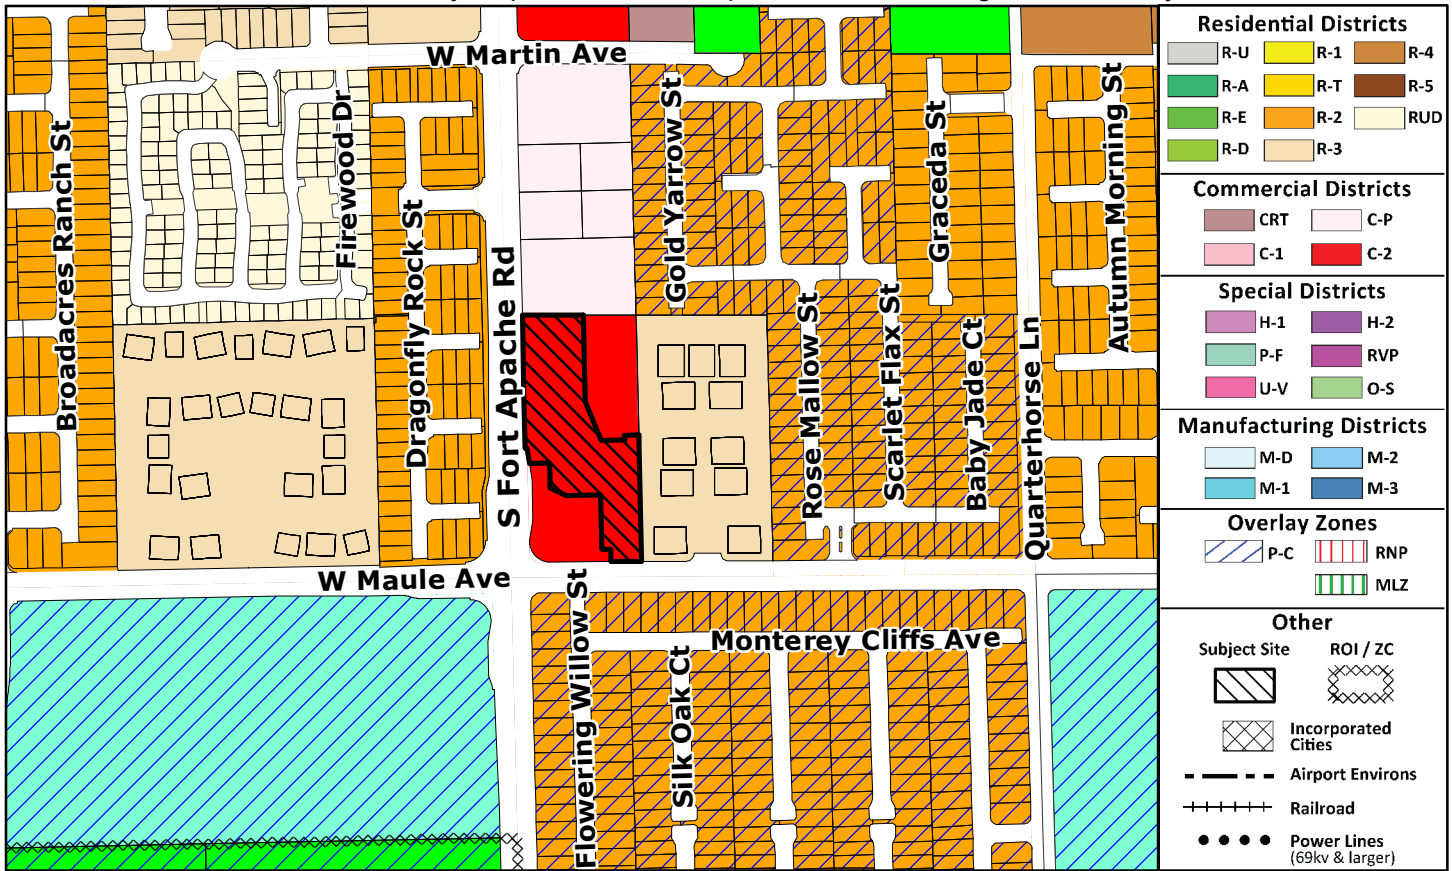 W Martin Ave
Broadacres Ranch St
Firewood Dr
Dragonfly Rock St
S Fort Apache Rd
Gold Yarrow St
Rose Mallow St
Scarlet Flax St
Graceda St
Baby Jade Ct
Quarterhorse Ln
Autumn Morning St
W Maule Ave
Flowering Willow St
Silk Oak Ct
Monterey Cliffs Ave
Residential Districts
R-U R-1 R-4
R-A R-T R-5
R-E R-2 RUD
R-D R-3
Commercial Districts
CRT C-P
C-1 C-2
Special Districts
H-1 H-2
P-F RVP
U-V O-S
Manufacturing Districts
M-D M-2
M-1 M-3
Overlay Zones
P-C RNP
MLZ
Other
Subject Site ROI / ZC
Incorporated
Cities
Airport Environs
Railroad
Power Lines
(69kv & larger)